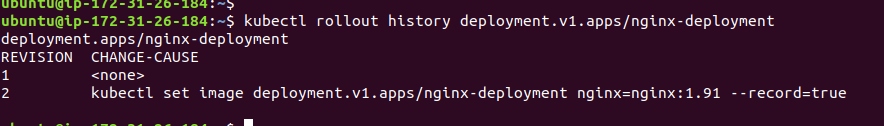 ubuntu@ip-172-31-26-184:~$
ubuntu@ip-172-31-26-184:~$ kubectl rollout history deployment.v1.apps/nginx-deployment
deployment.apps/nginx-deployment
REVISION  CHANGE-CAUSE
1         <none>
2         kubectl set image deployment.v1.apps/nginx-deployment nginx=nginx:1.91 --record=true
ubuntu@ip-172-31-26-184:~$